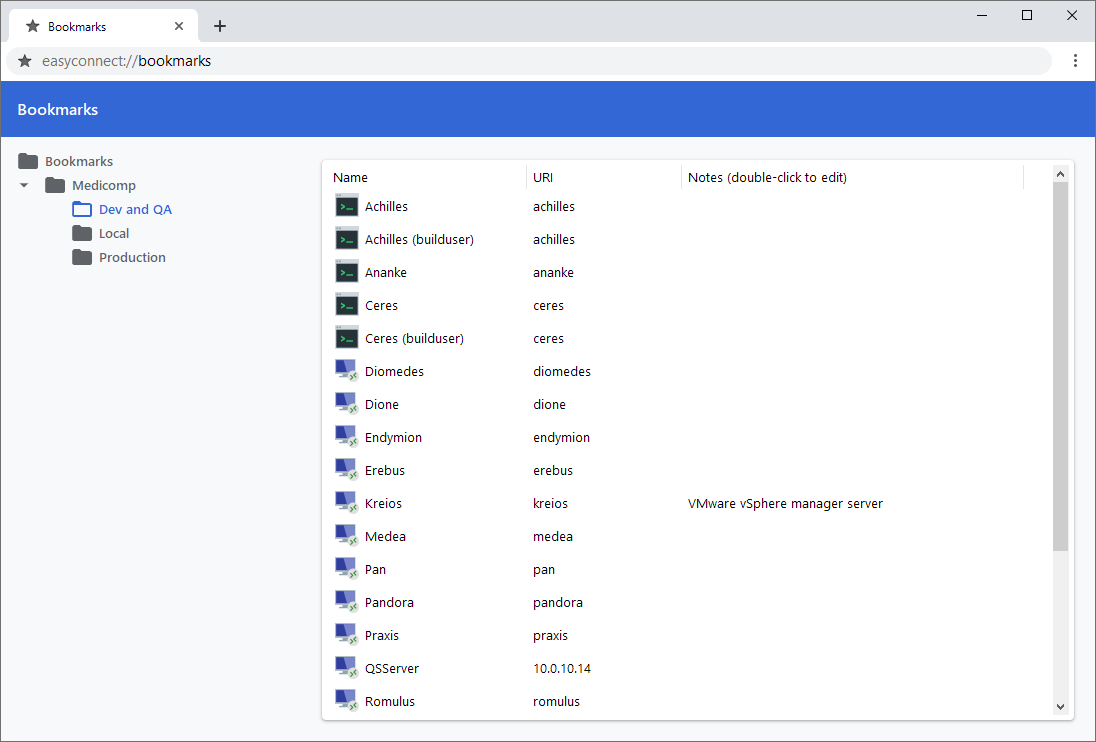 Bookmarks
easyconnect://bookmarks
Bookmarks
Bookmarks
Medicomp
Dev and QA
Local
Production
Name URI Notes (double-click to edit)
Achilles achilles
Achilles (builduser) achilles
Ananke ananke
Ceres ceres
Ceres (builduser) ceres
Diomedes diomedes
Dione dione
Endymion endymion
Erebus erebus
Kreios kreios VMware vSphere manager server
Medea medea
Pan pan
Pandora pandora
Praxis praxis
QSServer 10.0.10.14
Romulus romulus